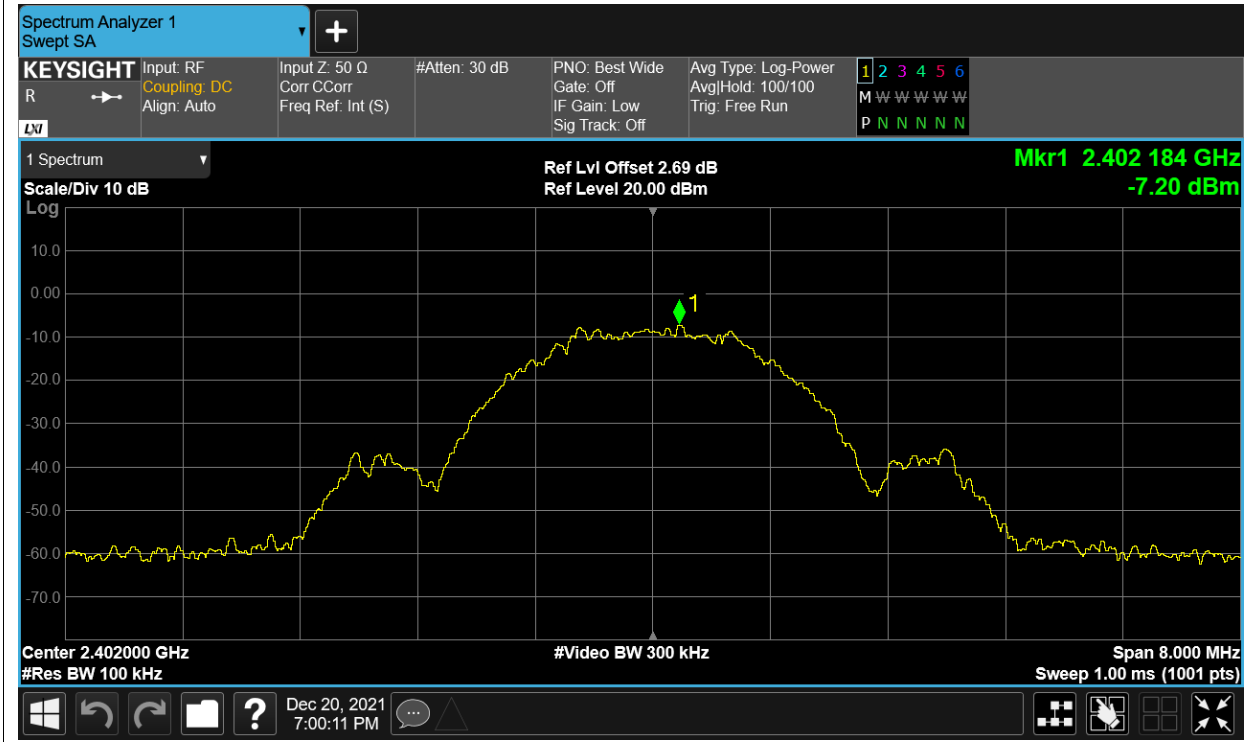 Spectrum Analyzer 1
Swept SA
+
KEYSIGHT
R
LXI
Input: RF
Coupling: DC
Align: Auto
Input Z: 50 Ω
Corr CCorr
Freq Ref: Int (S)
#Atten: 30 dB
PNO: Best Wide
Gate: Off
IF Gain: Low
Sig Track: Off
Avg Type: Log-Power
Avg|Hold: 100/100
Trig: Free Run
1 2 3 4 5 6
M W W W W W
P N N N N N
1 Spectrum
Scale/Div 10 dB
Log
Ref Lvl Offset 2.69 dB
Ref Level 20.00 dBm
Mkr1 2.402 184 GHz
-7.20 dBm
10.0
0.00
-10.0
-20.0
-30.0
-40.0
-50.0
-60.0
-70.0
1
Center 2.402000 GHz
#Res BW 100 kHz
#Video BW 300 kHz
Span 8.000 MHz
Sweep 1.00 ms (1001 pts)
?
Dec 20, 2021
7:00:11 PM